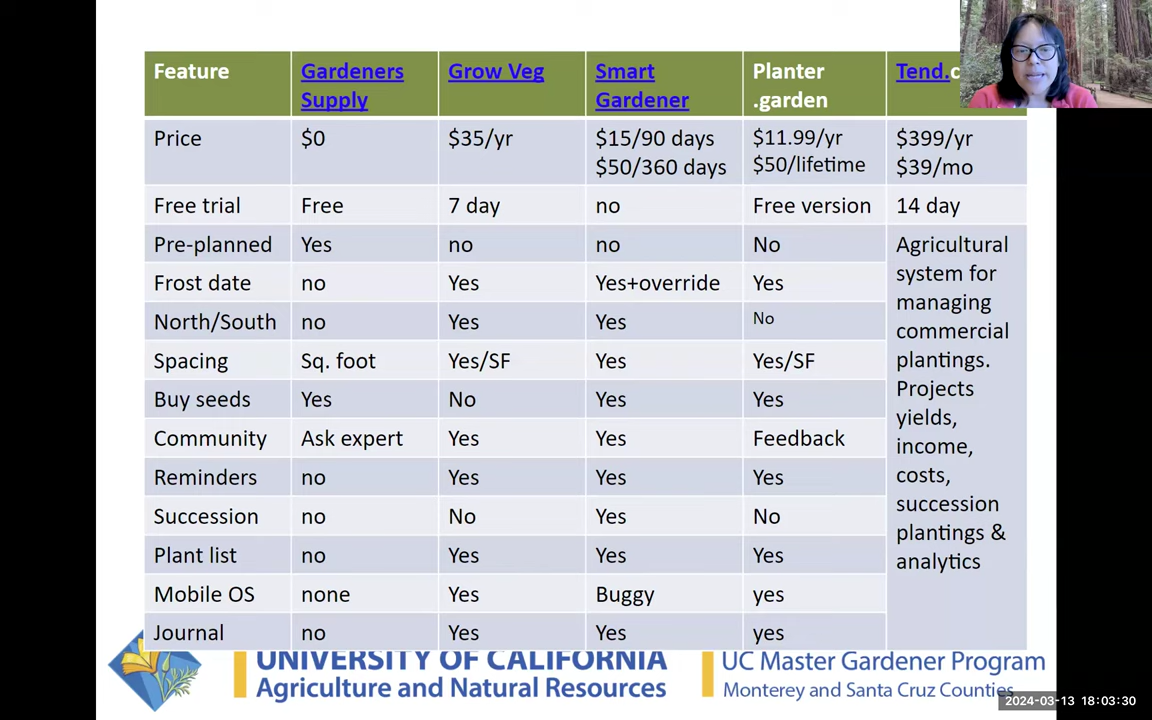 Feature Gardeners Supply Grow Veg Smart Gardener Planter .garden Tend.c
Price $0 $35/yr $15/90 days $50/360 days $11.99/yr $50/lifetime $399/yr $39/mo
Free trial Free 7 day no Free version 14 day
Pre-planned Yes no no No Agricultural system for managing commercial plantings. Projects yields, income, costs, succession plantings & analytics
Frost date no Yes Yes+override Yes
North/South no Yes Yes No
Spacing Sq. foot Yes/SF Yes Yes/SF
Buy seeds Yes No Yes Yes
Community Ask expert Yes Yes Feedback
Reminders no Yes Yes Yes
Succession no No Yes No
Plant list no Yes Yes Yes
Mobile OS none Yes Buggy yes
Journal no Yes Yes yes
UNIVERSITY OF CALIFORNIA
Agriculture and Natural Resources
UC Master Gardener Program
Monterey and Santa Cruz Counties
2024-03-13 18:03:30